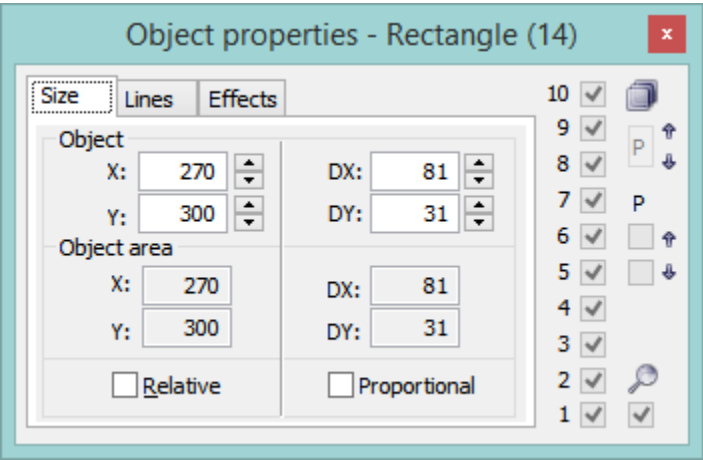 Object properties - Rectangle (14)
x
Size Lines Effects
Object
X: 270 DX: 81
Y: 300 DY: 31
Object area
X: 270 DX: 81
Y: 300 DY: 31
Relative Proportional
10
9
8 P
7 P
6
5
4
3
2
1